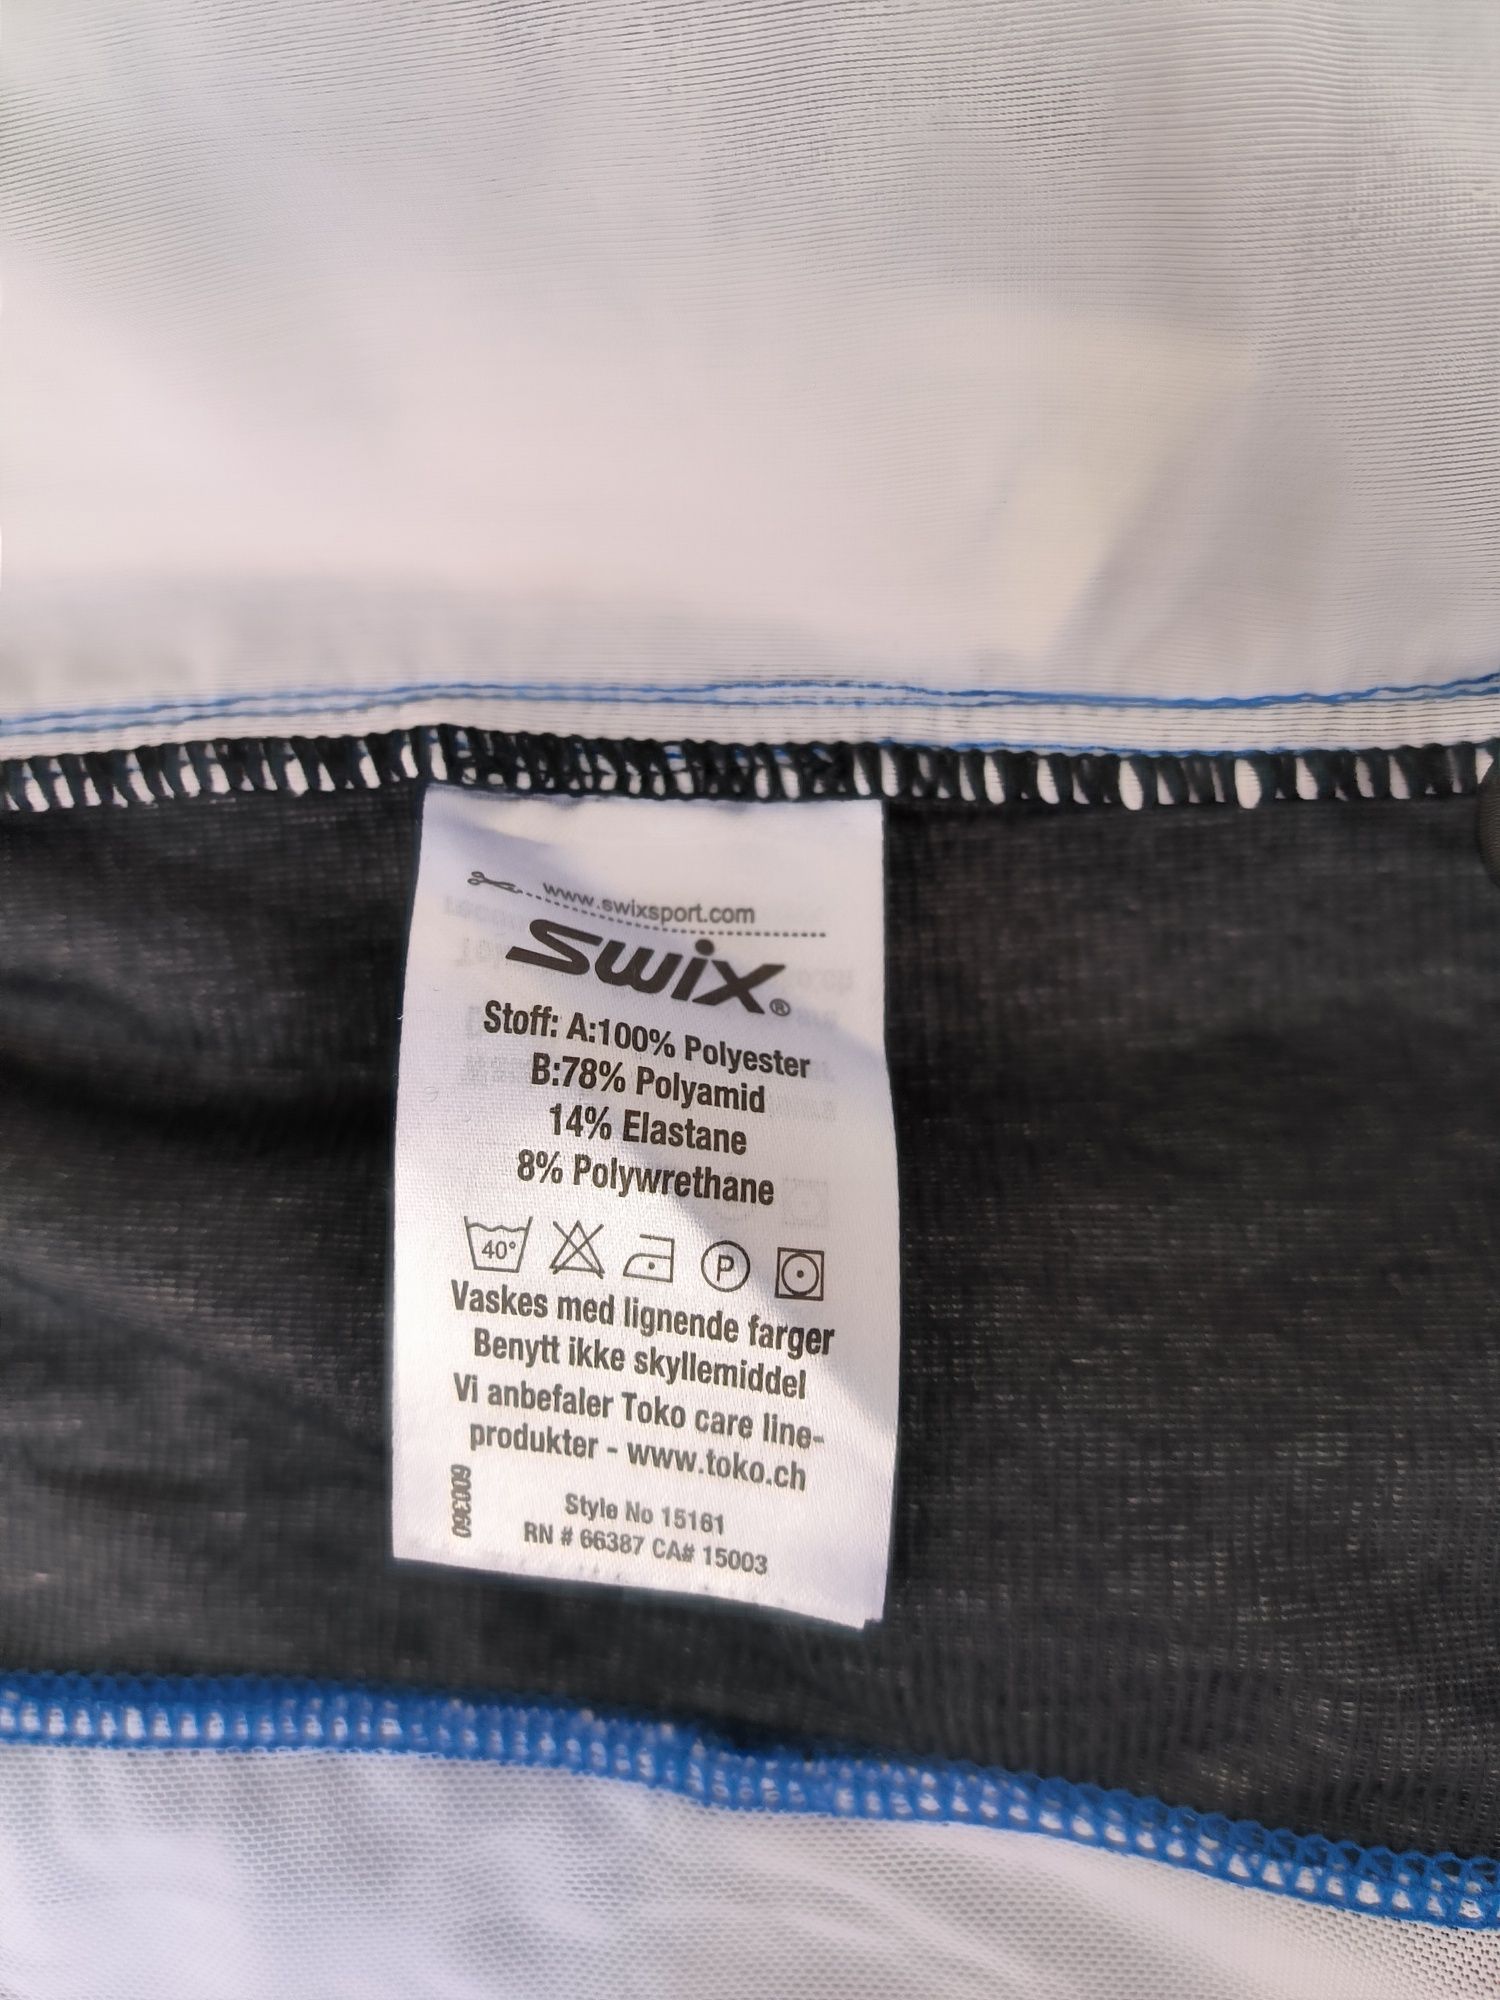 www.swixsport.com
swix®
Stoff: A:100% Polyester
B:78% Polyamid
14% Elastane
8% Polywrethane
40° P
Vaskes med lignende farger
Benytt ikke skyllemiddel
Vi anbefaler Toko care line-
produkter - www.toko.ch
600360
Style No 15161
RN # 66387 CA# 15003